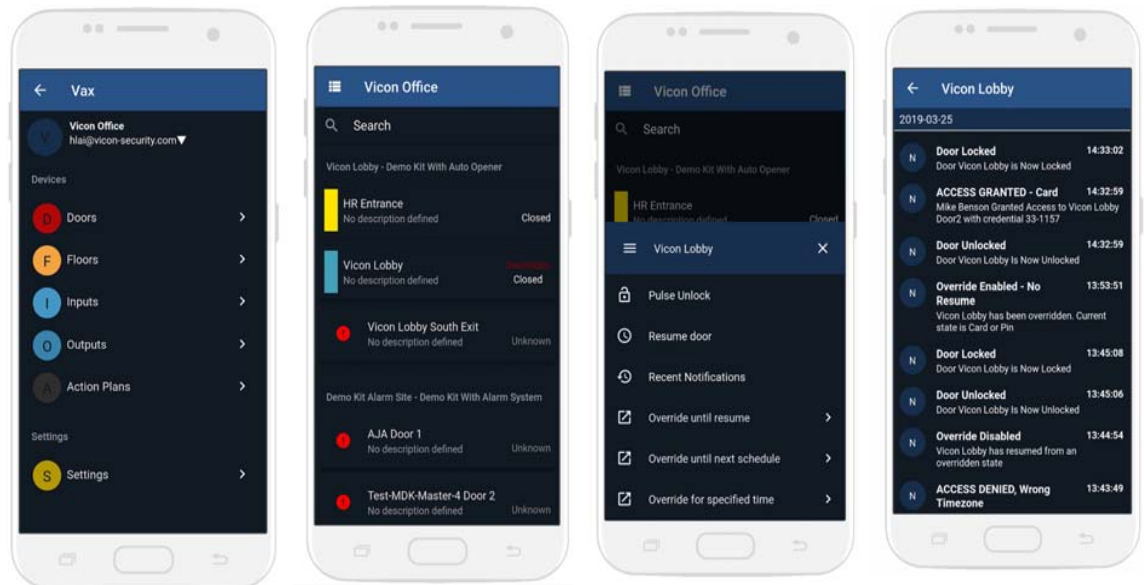 Vax
V
Vicon Office
hlai@vicon-security.com▼
Devices
D Doors
F Floors
I Inputs
O Outputs
A Action Plans
Settings
S Settings
Vicon Office
Search
Vicon Lobby - Demo Kit With Auto Opener
HR Entrance
No description defined Closed
Vicon Lobby
No description defined Closed
Vicon Lobby South Exit
No description defined Unknown
Demo Kit Alarm Site - Demo Kit With Alarm System
AJA Door 1
No description defined Unknown
Test-MDK-Master-4 Door 2
No description defined Unknown
Vicon Office
Search
Vicon Lobby - Demo Kit With Auto Opener
HR Entrance
No description defined Closed
Vicon Lobby
Pulse Unlock
Resume door
Recent Notifications
Override until resume
Override until next schedule
Override for specified time
Vicon Lobby
2019-03-25
N Door Locked 14:33:02
Door Vicon Lobby is Now Locked
N ACCESS GRANTED - Card 14:32:59
Mike Benson Granted Access to Vicon Lobby
Door2 with credential 33-1157
N Door Unlocked 14:32:59
Door Vicon Lobby Is Now Unlocked
N Override Enabled - No 13:53:51
Resume
Vicon Lobby has been overridden. Current
state is Card or Pin
N Door Locked 13:45:08
Door Vicon Lobby Is Now Locked
N Door Unlocked 13:45:06
Door Vicon Lobby Is Now Unlocked
N Override Disabled 13:44:54
Vicon Lobby has resumed from an
overridden state
N ACCESS DENIED, Wrong 13:43:49
Timezone